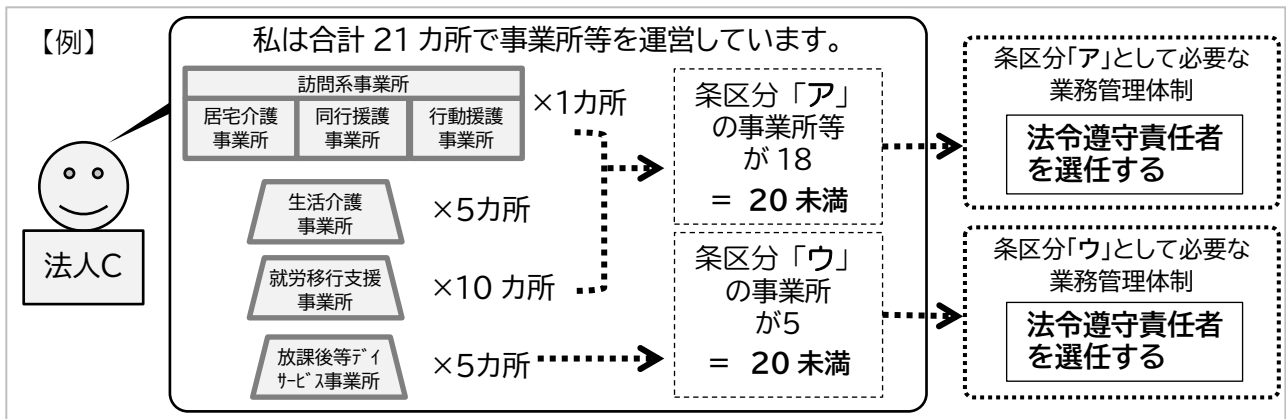 【例】
私は合計 21 カ所で事業所等を運営しています。
訪問系事業所
居宅介護
事業所
同行援護
事業所
行動援護
事業所
×1カ所
生活介護
事業所
×5カ所
就労移行支援
事業所
×10 カ所
放課後等ディ
サービス事業所
×5カ所
法人C
条区分「ア」
の事業所等
が 18
= 20 未満
条区分「ウ」
の事業所
が5
= 20 未満
条区分「ア」として必要な
業務管理体制
法令遵守責任者
を選任する
条区分「ウ」として必要な
業務管理体制
法令遵守責任者
を選任する